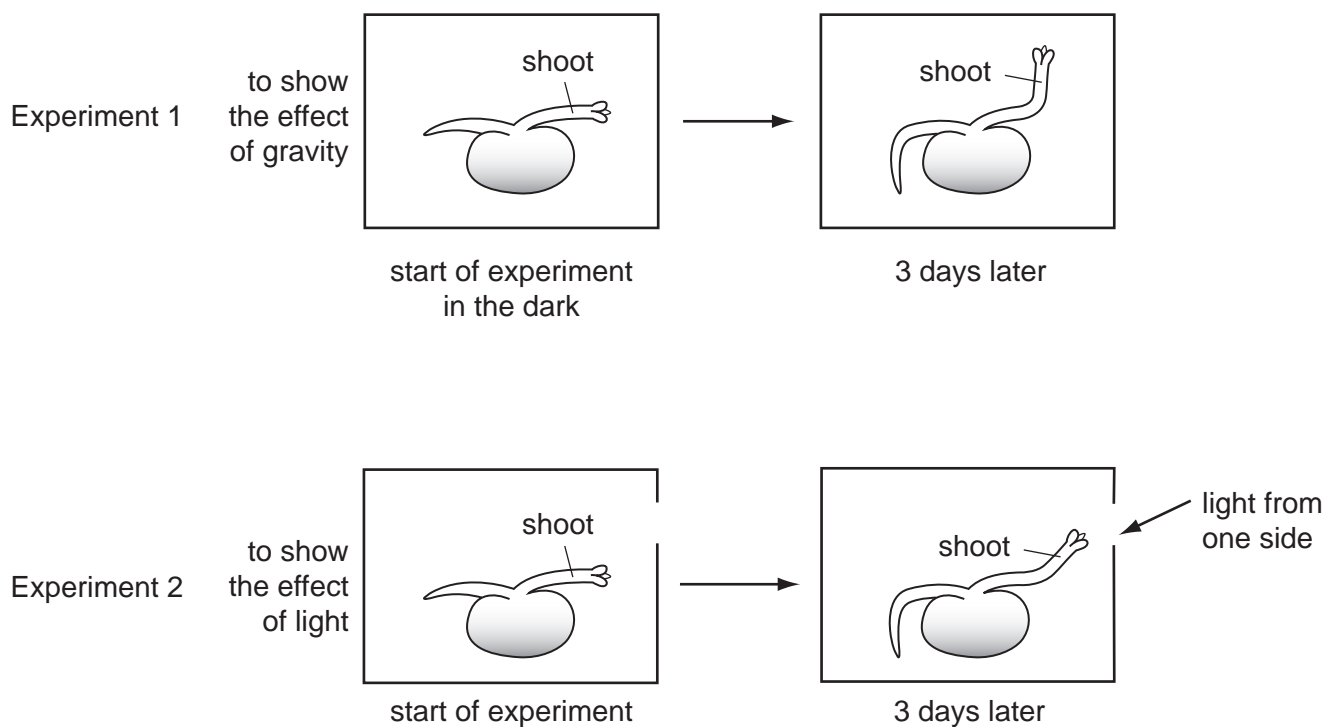 Experiment 1
to show
the effect
of gravity
shoot
shoot
start of experiment
in the dark
3 days later
Experiment 2
to show
the effect
of light
shoot
shoot
light from
one side
start of experiment
3 days later